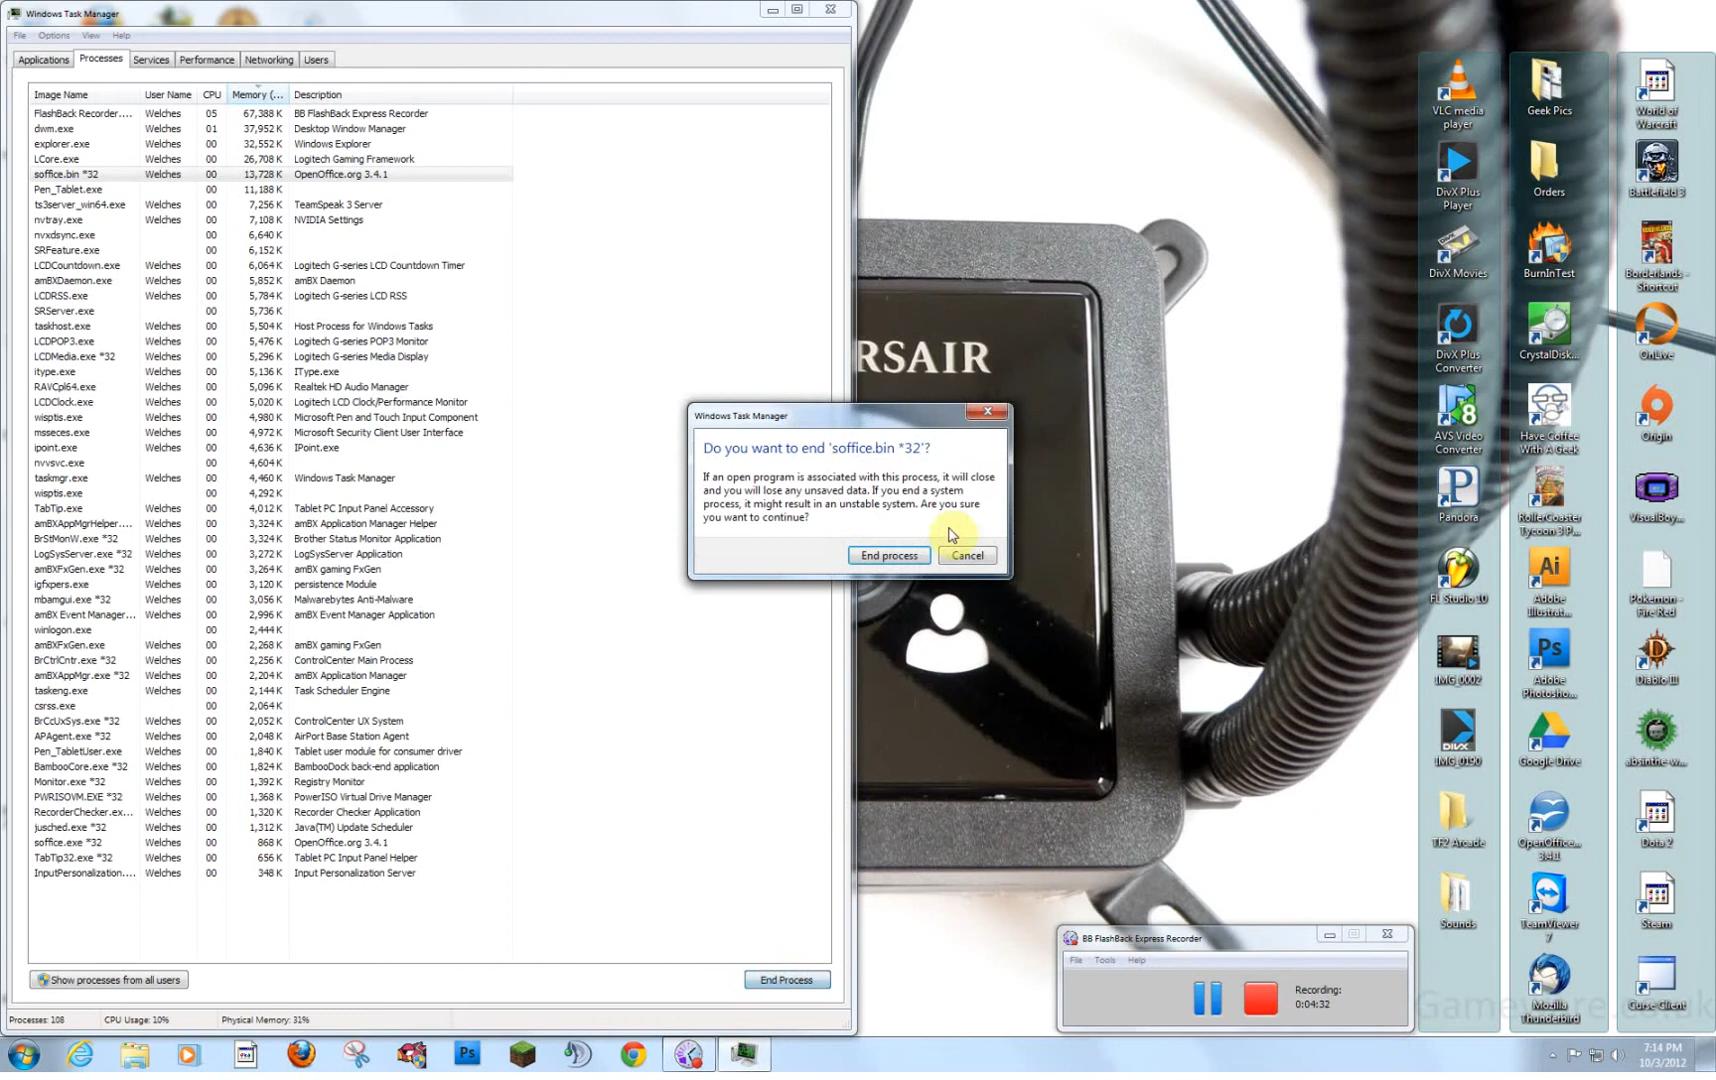 Windows Task Manager
File Options View Help
Applications Processes Services Performance Networking Users
Image Name User Name CPU Memory (... Description
FlashBack Recorder.... Welches 05 67,388 K BB FlashBack Express Recorder
dwm.exe Welches 01 37,952 K Desktop Window Manager
explorer.exe Welches 00 32,552 K Windows Explorer
LCore.exe Welches 00 26,708 K Logitech Gaming Framework
soffice.bin *32 Welches 00 13,728 K OpenOffice.org 3.4.1
Pen_Tablet.exe 00 11,188 K
ts3server_win64.exe Welches 00 7,256 K TeamSpeak 3 Server
nvtray.exe Welches 00 7,108 K NVIDIA Settings
nvxdsync.exe 00 6,640 K
SRFeature.exe 00 6,152 K
LCDCountdown.exe Welches 00 6,064 K Logitech G-series LCD Countdown Timer
amBXDaemon.exe Welches 00 5,852 K amBX Daemon
LCDRSS.exe Welches 00 5,784 K Logitech G-series LCD RSS
SRServer.exe 00 5,736 K
taskhost.exe Welches 00 5,504 K Host Process for Windows Tasks
LCDPOP3.exe Welches 00 5,476 K Logitech G-series POP3 Monitor
LCDMedia.exe *32 Welches 00 5,296 K Logitech G-series Media Display
itype.exe Welches 00 5,136 K IType.exe
RAVCpl64.exe Welches 00 5,096 K Realtek HD Audio Manager
LCDClock.exe Welches 00 5,020 K Logitech LCD Clock/Performance Monitor
wisptis.exe Welches 00 4,980 K Microsoft Pen and Touch Input Component
msseces.exe Welches 00 4,972 K Microsoft Security Client User Interface
ipoint.exe Welches 00 4,636 K IPoint.exe
nvvsvc.exe 00 4,604 K
taskmgr.exe Welches 00 4,460 K Windows Task Manager
wisptis.exe 00 4,292 K
TabTip.exe Welches 00 4,012 K Tablet PC Input Panel Accessory
amBXAppMgrHelper.... Welches 00 3,324 K amBX Application Manager Helper
BrStMonW.exe *32 Welches 00 3,324 K Brother Status Monitor Application
LogSysServer.exe *32 Welches 00 3,272 K LogSysServer Application
amBXFxGen.exe *32 Welches 00 3,264 K amBX gaming FxGen
igfxpers.exe Welches 00 3,120 K persistence Module
mbamgui.exe *32 Welches 00 3,056 K Malwarebytes Anti-Malware
amBX Event Manager... Welches 00 2,996 K amBX Event Manager Application
winlogon.exe 00 2,444 K
amBXFxGen.exe Welches 00 2,268 K amBX gaming FxGen
BrCtrlCntr.exe *32 Welches 00 2,256 K ControlCenter Main Process
amBXAppMgr.exe *32 Welches 00 2,204 K amBX Application Manager
taskeng.exe Welches 00 2,144 K Task Scheduler Engine
csrss.exe 00 2,064 K
BrCcUxSys.exe *32 Welches 00 2,052 K ControlCenter UX System
APAgent.exe *32 Welches 00 2,048 K AirPort Base Station Agent
Pen_TabletUser.exe Welches 00 1,840 K Tablet user module for consumer driver
BambooCore.exe *32 Welches 00 1,824 K BambooDock back-end application
Monitor.exe *32 Welches 00 1,392 K Registry Monitor
PWRISOVM.EXE *32 Welches 00 1,368 K PowerISO Virtual Drive Manager
RecorderChecker.ex... Welches 00 1,320 K Recorder Checker Application
jusched.exe *32 Welches 00 1,312 K Java(TM) Update Scheduler
soffice.exe *32 Welches 00 868 K OpenOffice.org 3.4.1
TabTip32.exe *32 Welches 00 656 K Tablet PC Input Panel Helper
InputPersonalization.... Welches 00 348 K Input Personalization Server
Show processes from all users End Process
Processes: 108 CPU Usage: 10% Physical Memory: 31%
Windows Task Manager
Do you want to end 'soffice.bin *32'?
If an open program is associated with this process, it will close
and you will lose any unsaved data. If you end a system
process, it might result in an unstable system. Are you sure
you want to continue?
End process Cancel
RSAIR
BB FlashBack Express Recorder
File Tools Help
Recording:
0:04:32
VLC media
player
Geek Pics
World of
Warcraft
DivX Plus
Player
Orders
Battlefield 3
DivX Movies
BurnInTest
Borderlands -
Shortcut
DivX Plus
Converter
CrystalDisk...
OnLive
AVS Video
Converter
Have Coffee
With A Geek
Origin
Pandora
RollerCoaster
Tycoon 3 P...
VisualBoy...
FL Studio 10
Ai
Adobe
Illustrat...
Pokemon -
Fire Red
IMG_0002
Ps
Adobe
Photosho...
Diablo III
DIVX
IMG_0190
Google Drive
absinthe-w...
TF2 Arcade
OpenOffice...
3.4.1
Dota 2
Sounds
TeamViewer
7
Steam
Mozilla
Thunderbird
Curse Client
Ps
7:14 PM
10/3/2012